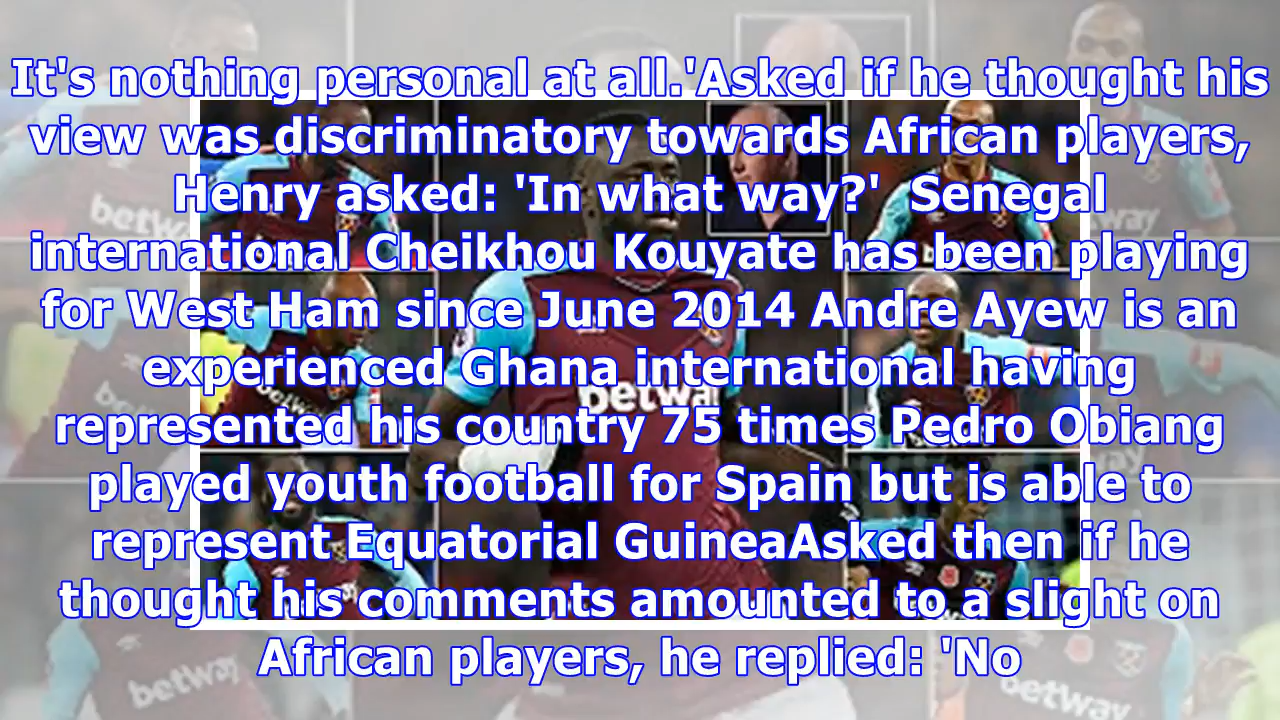 It's nothing personal at all.'Asked if he thought his
view was discriminatory towards African players,
Henry asked: 'In what way?'  Senegal
international Cheikhou Kouyate has been playing
for West Ham since June 2014 Andre Ayew is an
experienced Ghana international having
represented his country 75 times Pedro Obiang
played youth football for Spain but is able to
represent Equatorial GuineaAsked then if he
thought his comments amounted to a slight on
African players, he replied: 'No
betway
betway
betway